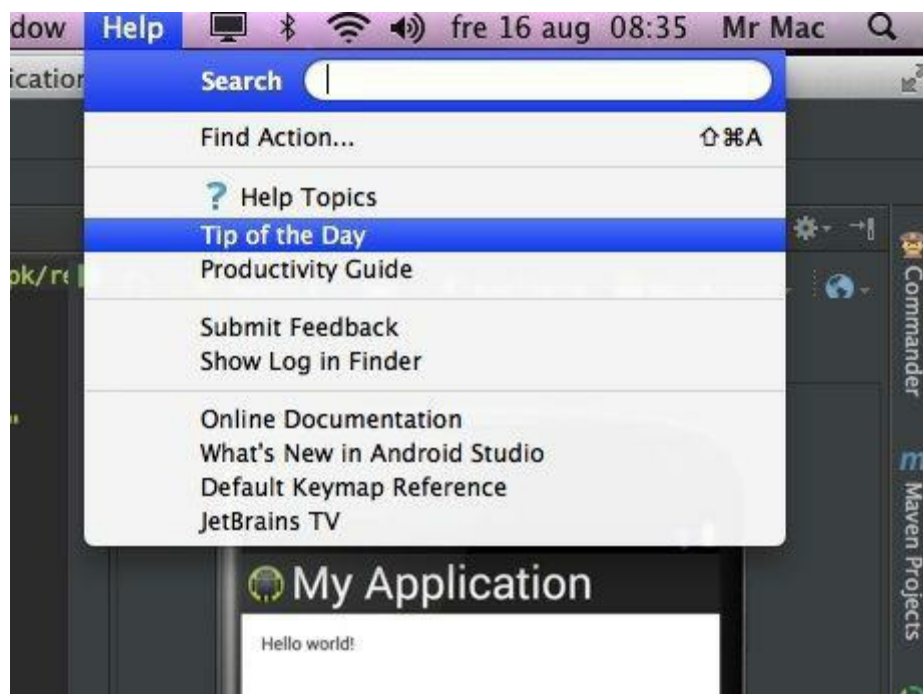 dow Help fre 16 aug 08:35 Mr Mac
ication
Search
Find Action... ⇧⌘A
? Help Topics
Tip of the Day
Productivity Guide
Submit Feedback
Show Log in Finder
Online Documentation
What's New in Android Studio
Default Keymap Reference
JetBrains TV
ok/re
"
Commander
m Maven Projects
My Application
Hello world!